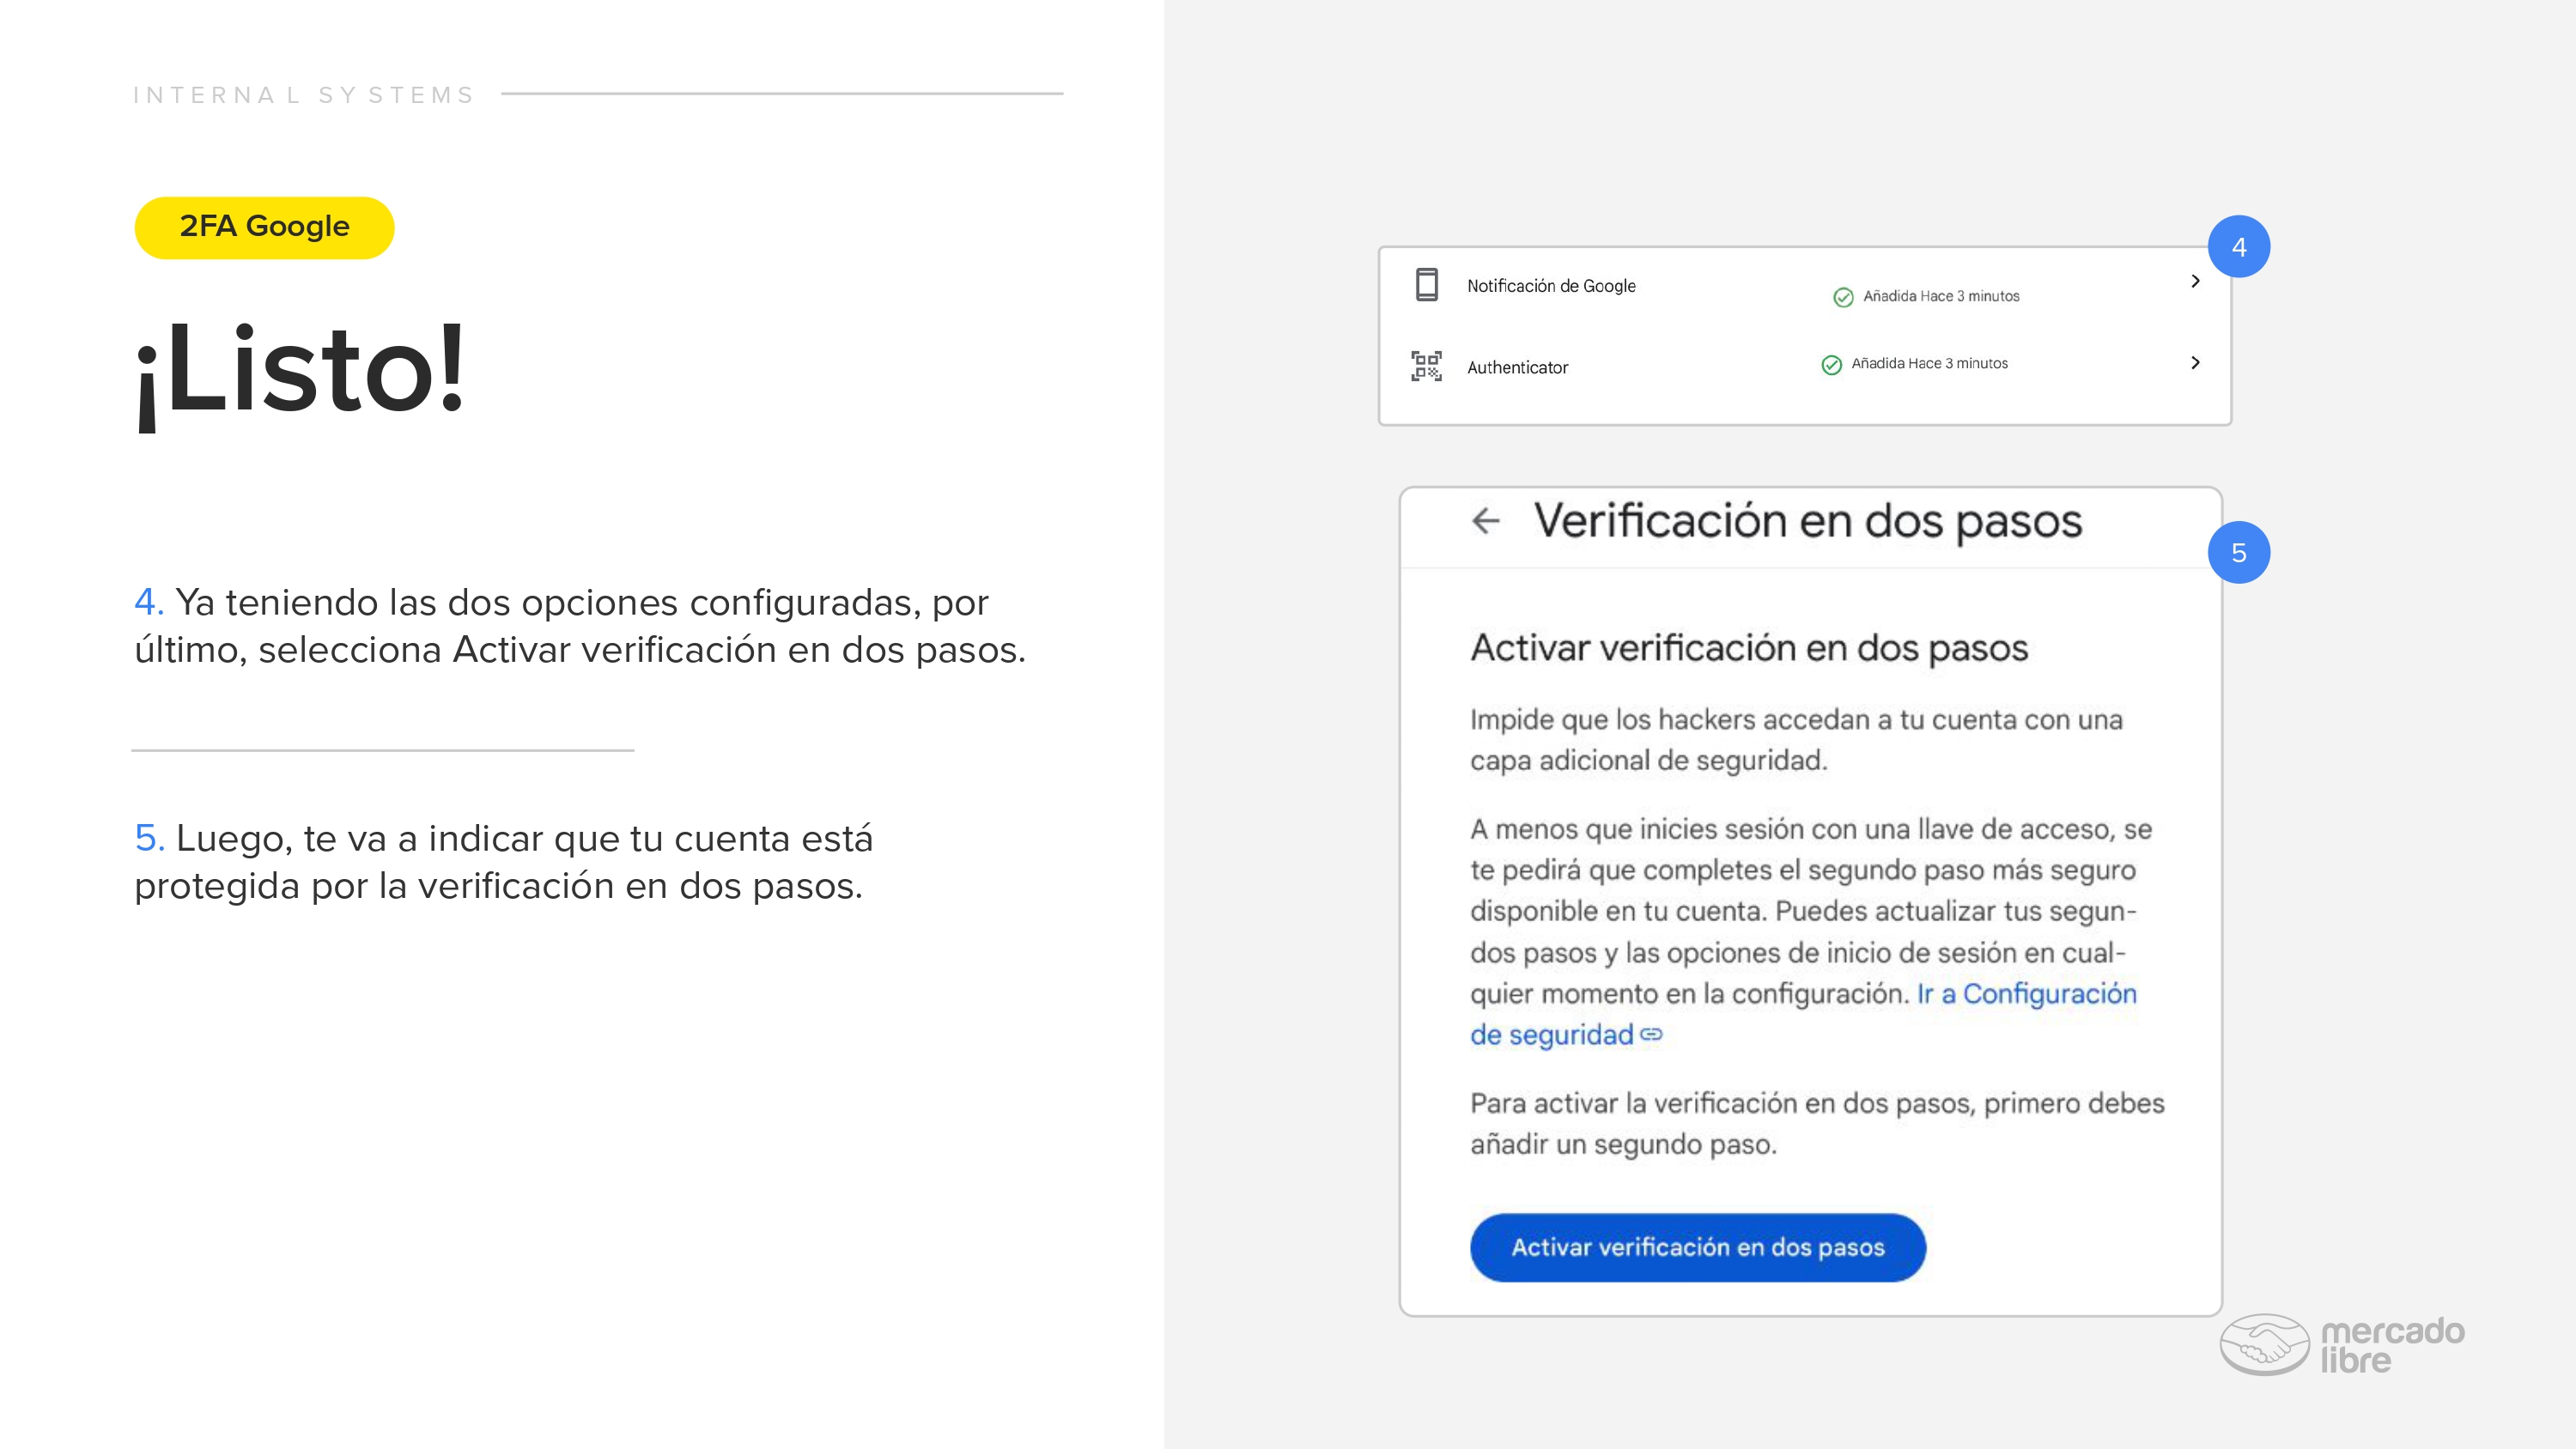 INTERNAL SYSTEMS
2FA Google
¡Listo!
4. Ya teniendo las dos opciones configuradas, por
último, selecciona Activar verificación en dos pasos.
5. Luego, te va a indicar que tu cuenta está
protegida por la verificación en dos pasos.
4
Notificación de Google
Añadida Hace 3 minutos
Authenticator
Añadida Hace 3 minutos
5
Verificación en dos pasos
Activar verificación en dos pasos
Impide que los hackers accedan a tu cuenta con una
capa adicional de seguridad.
A menos que inicies sesión con una llave de acceso, se
te pedirá que completes el segundo paso más seguro
disponible en tu cuenta. Puedes actualizar tus segun-
dos pasos y las opciones de inicio de sesión en cual-
quier momento en la configuración. Ir a Configuración
de seguridad
Para activar la verificación en dos pasos, primero debes
añadir un segundo paso.
Activar verificación en dos pasos
mercado
libre